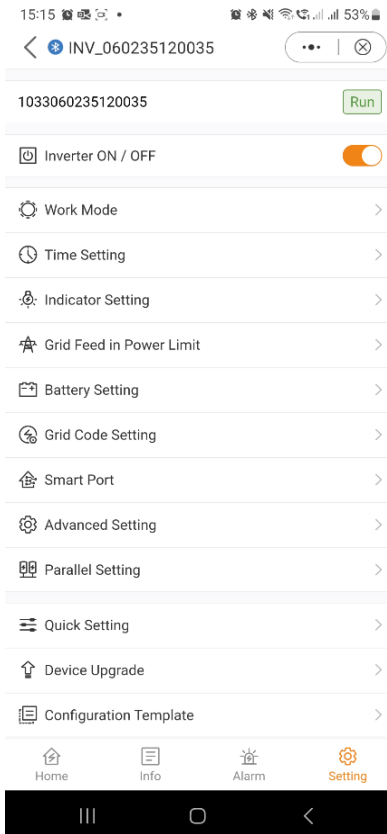 15:15 53%
INV_060235120035
1033060235120035 Run
Inverter ON / OFF
Work Mode
Time Setting
Indicator Setting
Grid Feed in Power Limit
Battery Setting
Grid Code Setting
Smart Port
Advanced Setting
Parallel Setting
Quick Setting
Device Upgrade
Configuration Template
Home Info Alarm Setting